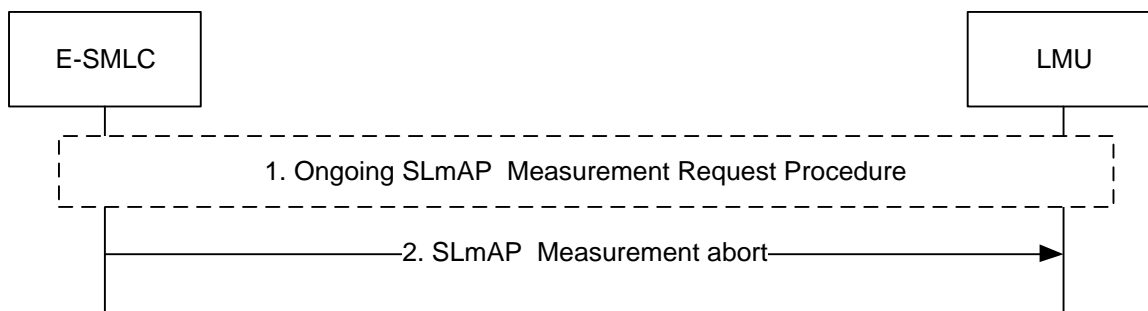 E-SMLC
LMU
1. Ongoing SLmAP  Measurement Request Procedure
2. SLmAP  Measurement abort